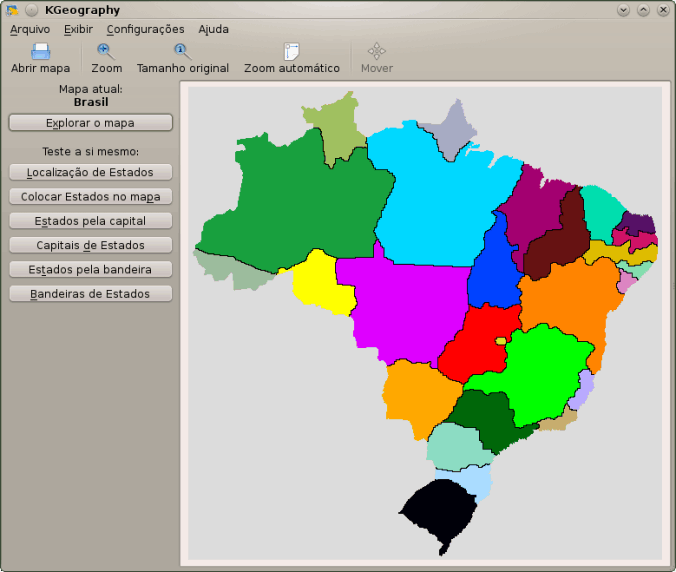 KGeography
Arquivo Exibir Configurações Ajuda
Abrir mapa Zoom Tamanho original Zoom automático Mover
Mapa atual:
Brasil
Explorar o mapa
Teste a si mesmo:
Localização de Estados
Colocar Estados no mapa
Estados pela capital
Capitais de Estados
Estados pela bandeira
Bandeiras de Estados